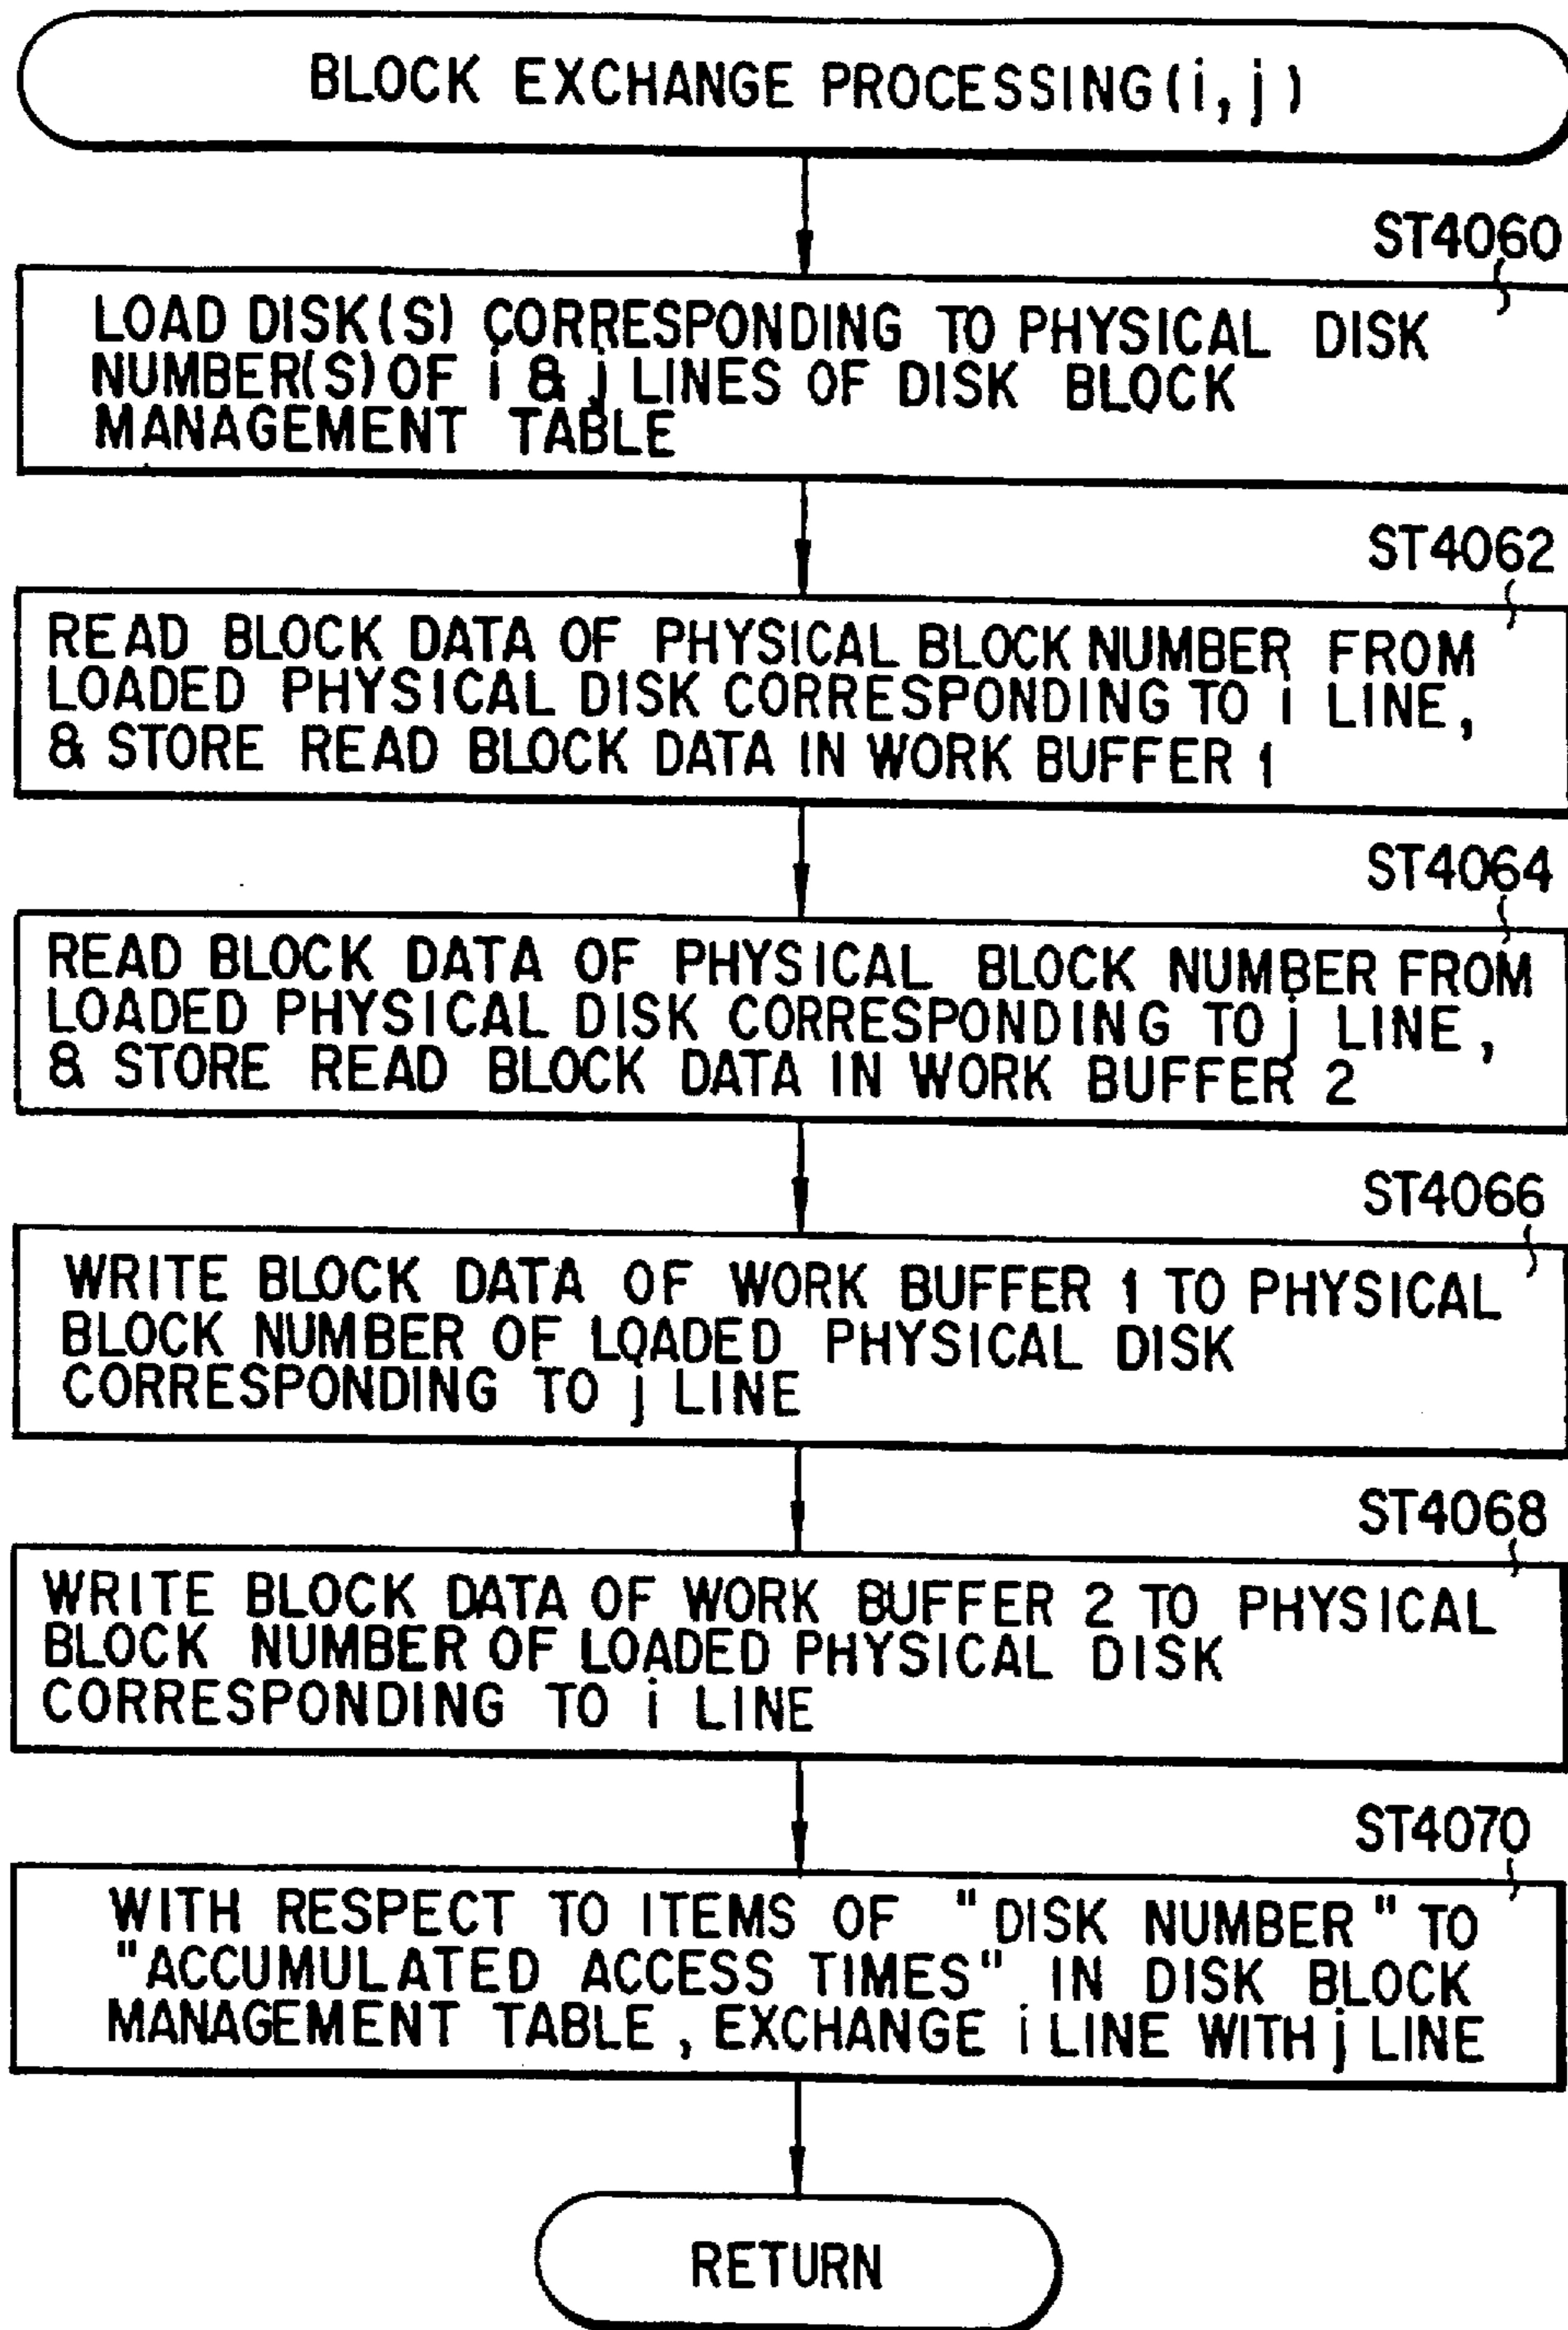 BLOCK EXCHANGE PROCESSING(i, j)
ST4060
LOAD DISK(S) CORRESPONDING TO PHYSICAL DISK
NUMBER(S) OF i & j LINES OF DISK BLOCK
MANAGEMENT TABLE
ST4062
READ BLOCK DATA OF PHYSICAL BLOCK NUMBER FROM
LOADED PHYSICAL DISK CORRESPONDING TO i LINE,
& STORE READ BLOCK DATA IN WORK BUFFER 1
ST4064
READ BLOCK DATA OF PHYSICAL BLOCK NUMBER FROM
LOADED PHYSICAL DISK CORRESPONDING TO j LINE,
& STORE READ BLOCK DATA IN WORK BUFFER 2
ST4066
WRITE BLOCK DATA OF WORK BUFFER 1 TO PHYSICAL
BLOCK NUMBER OF LOADED PHYSICAL DISK
CORRESPONDING TO j LINE
ST4068
WRITE BLOCK DATA OF WORK BUFFER 2 TO PHYSICAL
BLOCK NUMBER OF LOADED PHYSICAL DISK
CORRESPONDING TO i LINE
ST4070
WITH RESPECT TO ITEMS OF "DISK NUMBER" TO
"ACCUMULATED ACCESS TIMES" IN DISK BLOCK
MANAGEMENT TABLE, EXCHANGE i LINE WITH j LINE
RETURN